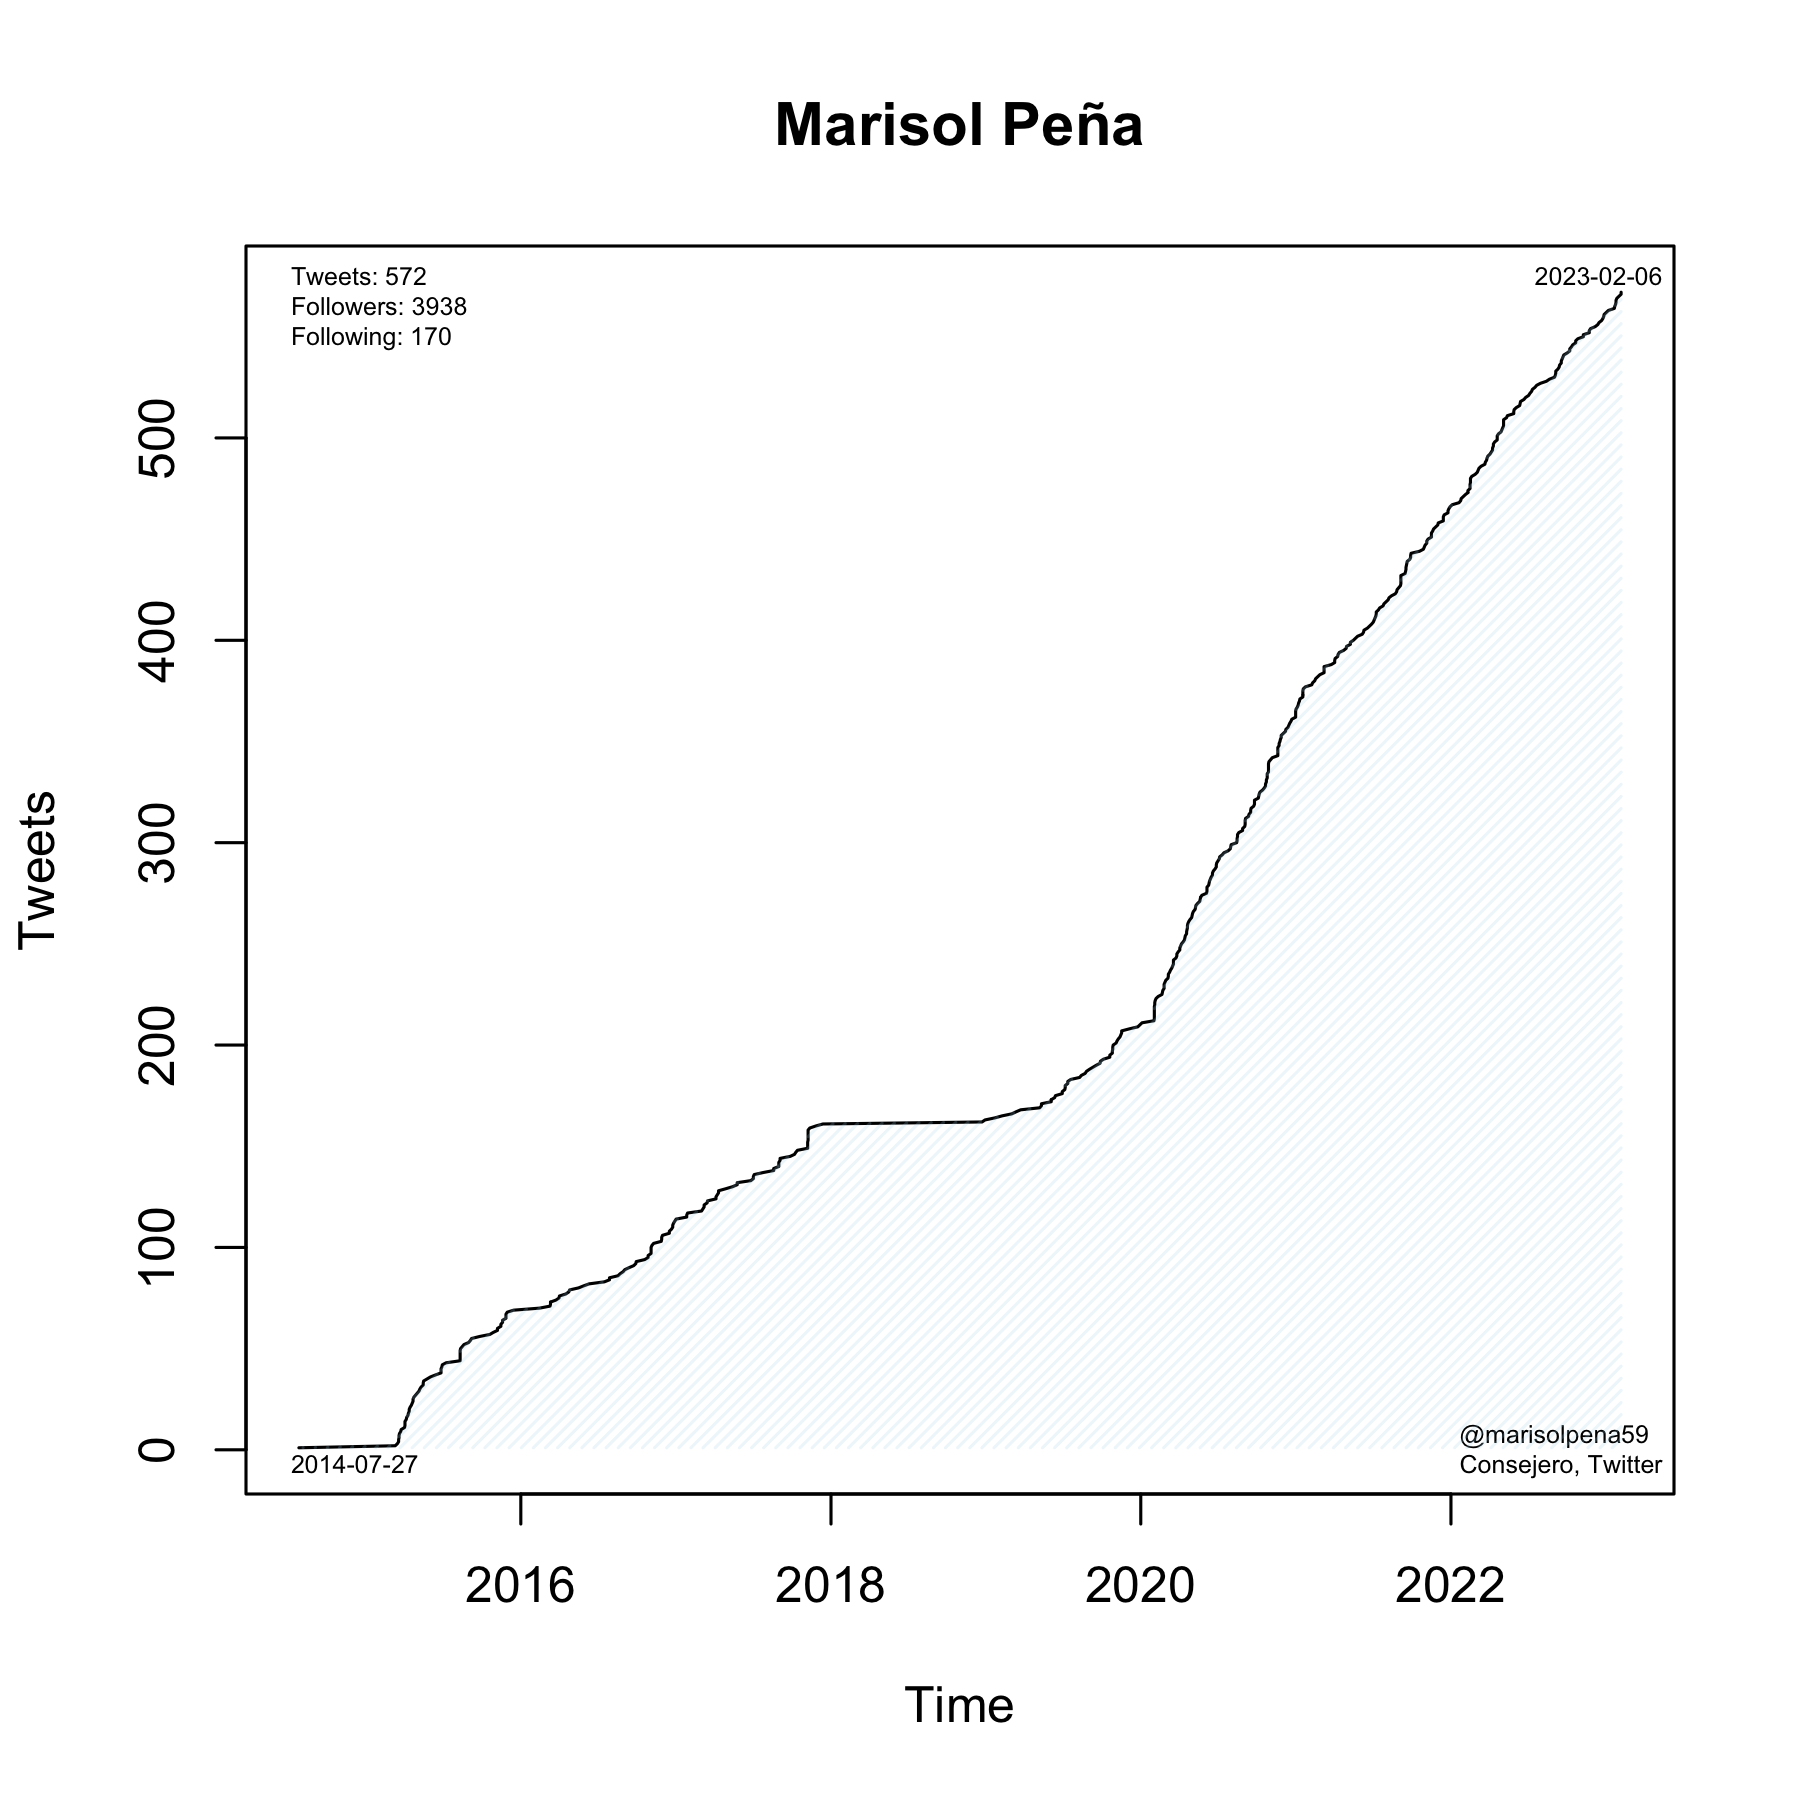 Marisol Peña
Tweets: 572
Followers: 3938
Following: 170
2023-02-06
Tweets
500
400
300
200
100
0
2014-07-27
@marisolpena59
Consejero, Twitter
2016 2018 2020 2022
Time